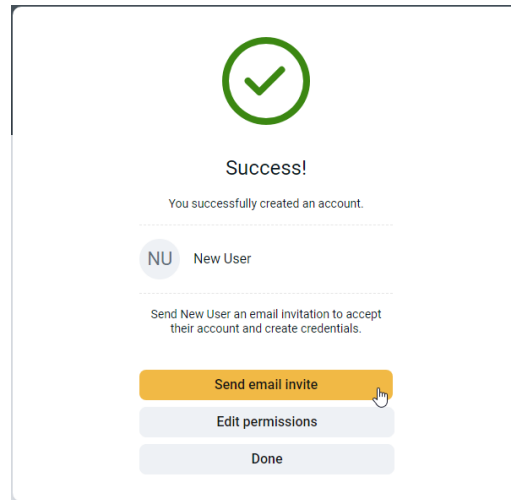 Success!
You successfully created an account.
NU New User
Send New User an email invitation to accept
their account and create credentials.
Send email invite
Edit permissions
Done